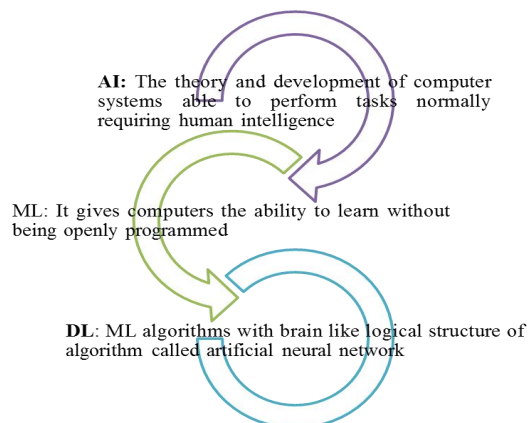 AI: The theory and development of computer
systems able to perform tasks normally
requiring human intelligence
ML: It gives computers the ability to learn without
being openly programmed
DL: ML algorithms with brain like logical structure of
algorithm called artificial neural network